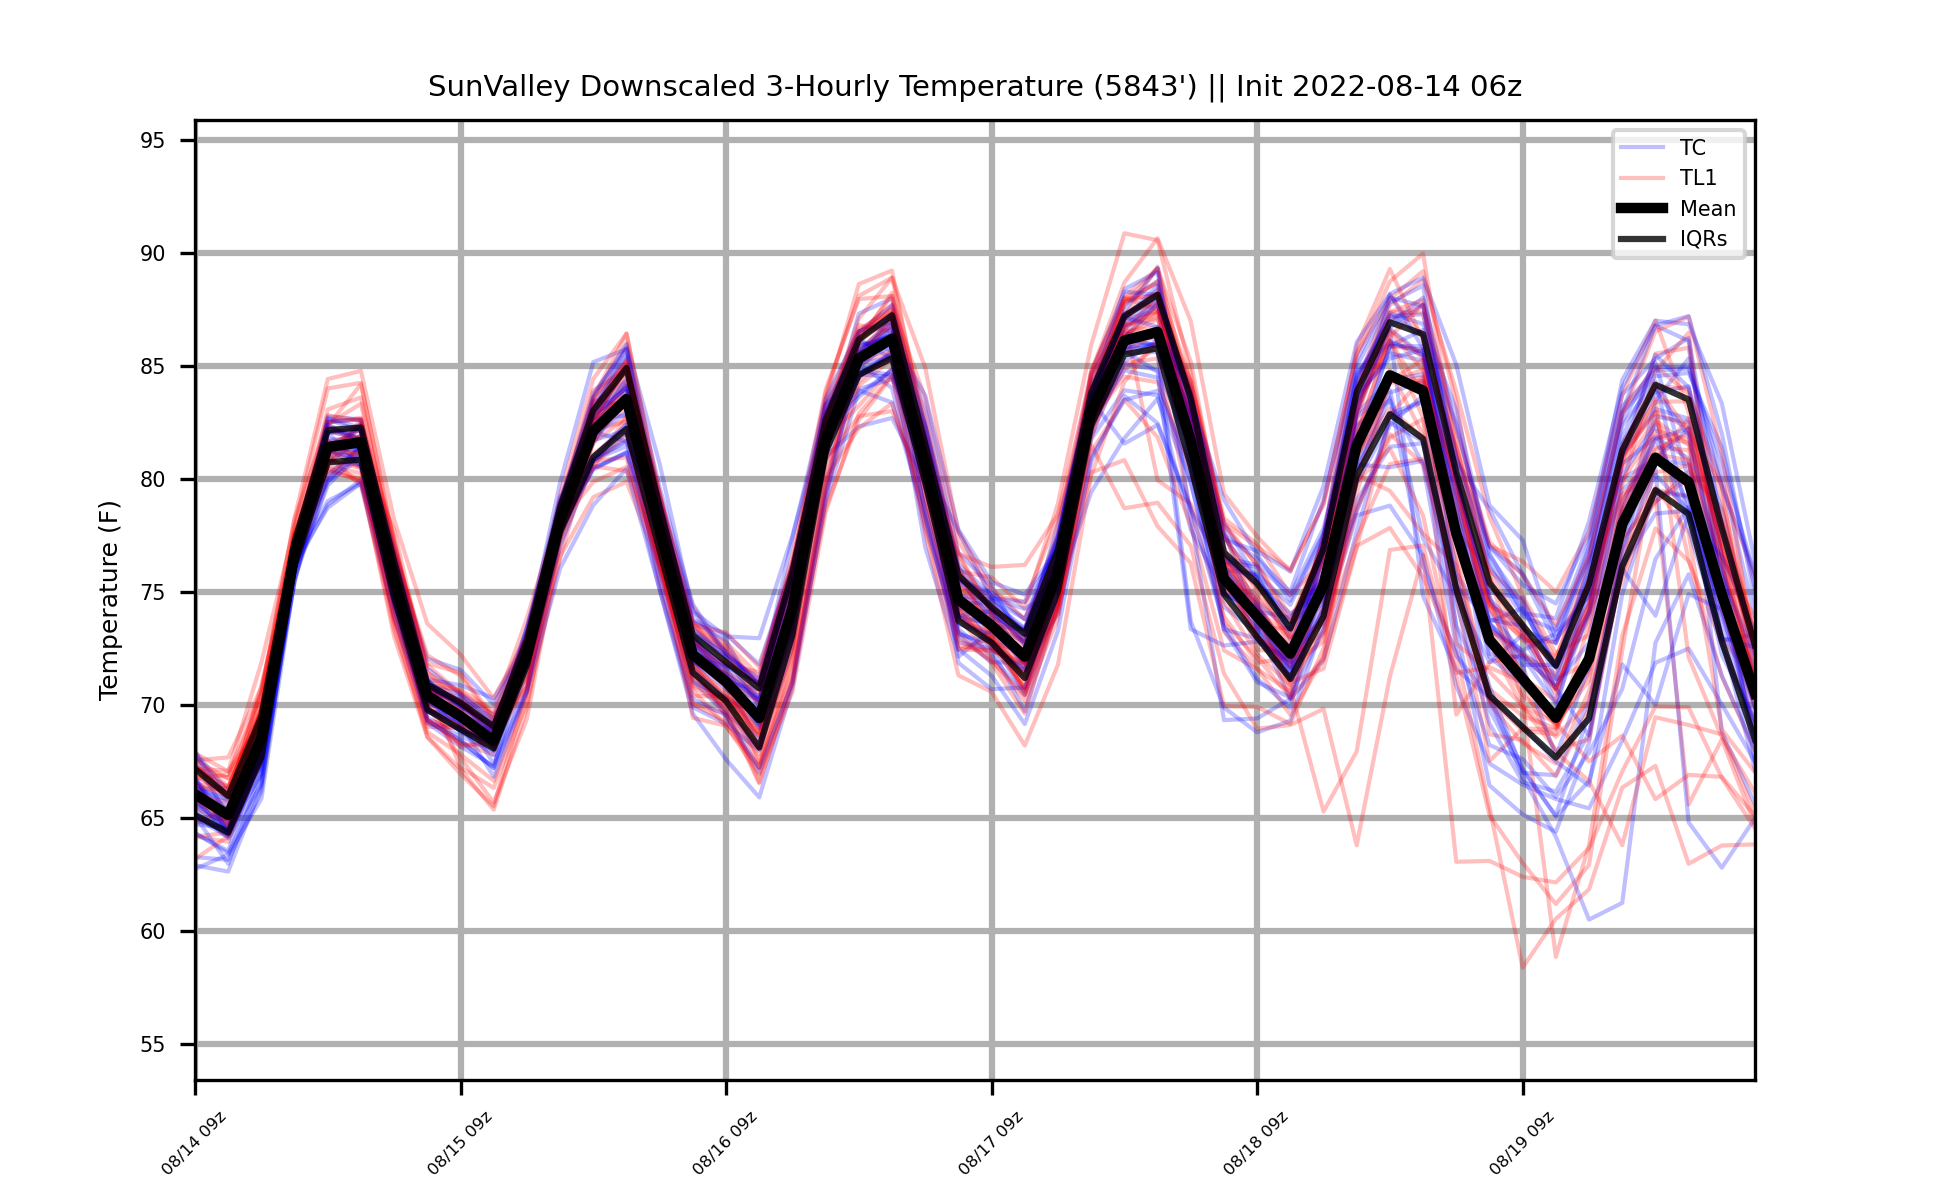 SunValley Downscaled 3-Hourly Temperature (5843') || Init 2022-08-14 06z
TC
TL1
Mean
IQRs
Temperature (F)
95
90
85
80
75
70
65
60
55
08/14 09z
08/15 09z
08/16 09z
08/17 09z
08/18 09z
08/19 09z